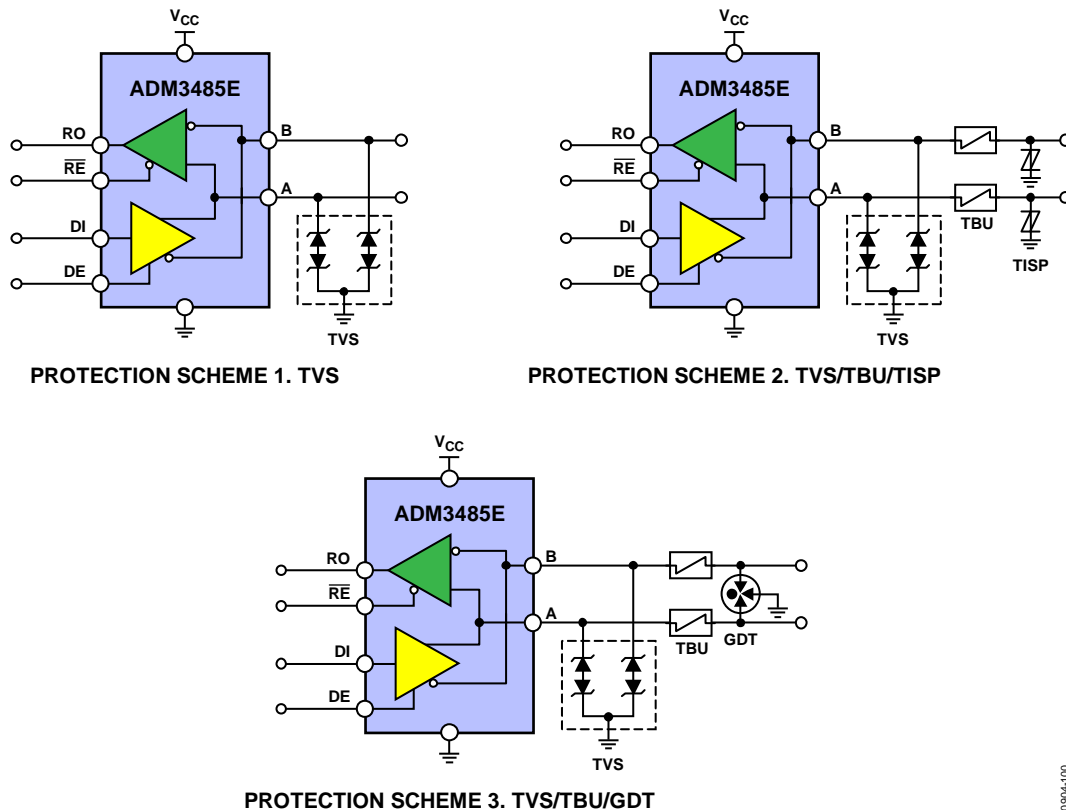 VCC
ADM3485E
RO
RE
DI
DE
B
A
TVS
PROTECTION SCHEME 1. TVS
VCC
ADM3485E
RO
RE
DI
DE
B
A
TBU
TISP
TVS
PROTECTION SCHEME 2. TVS/TBU/TISP
VCC
ADM3485E
RO
RE
DI
DE
B
A
TBU
GDT
TVS
PROTECTION SCHEME 3. TVS/TBU/GDT